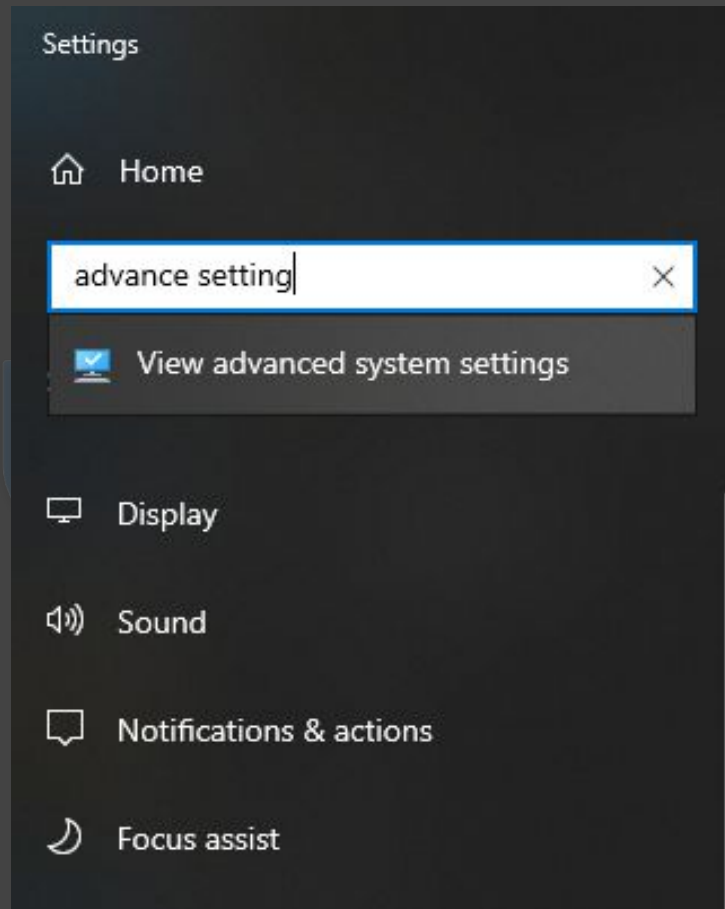 Settings
Home
advance setting
View advanced system settings
Display
Sound
Notifications & actions
Focus assist